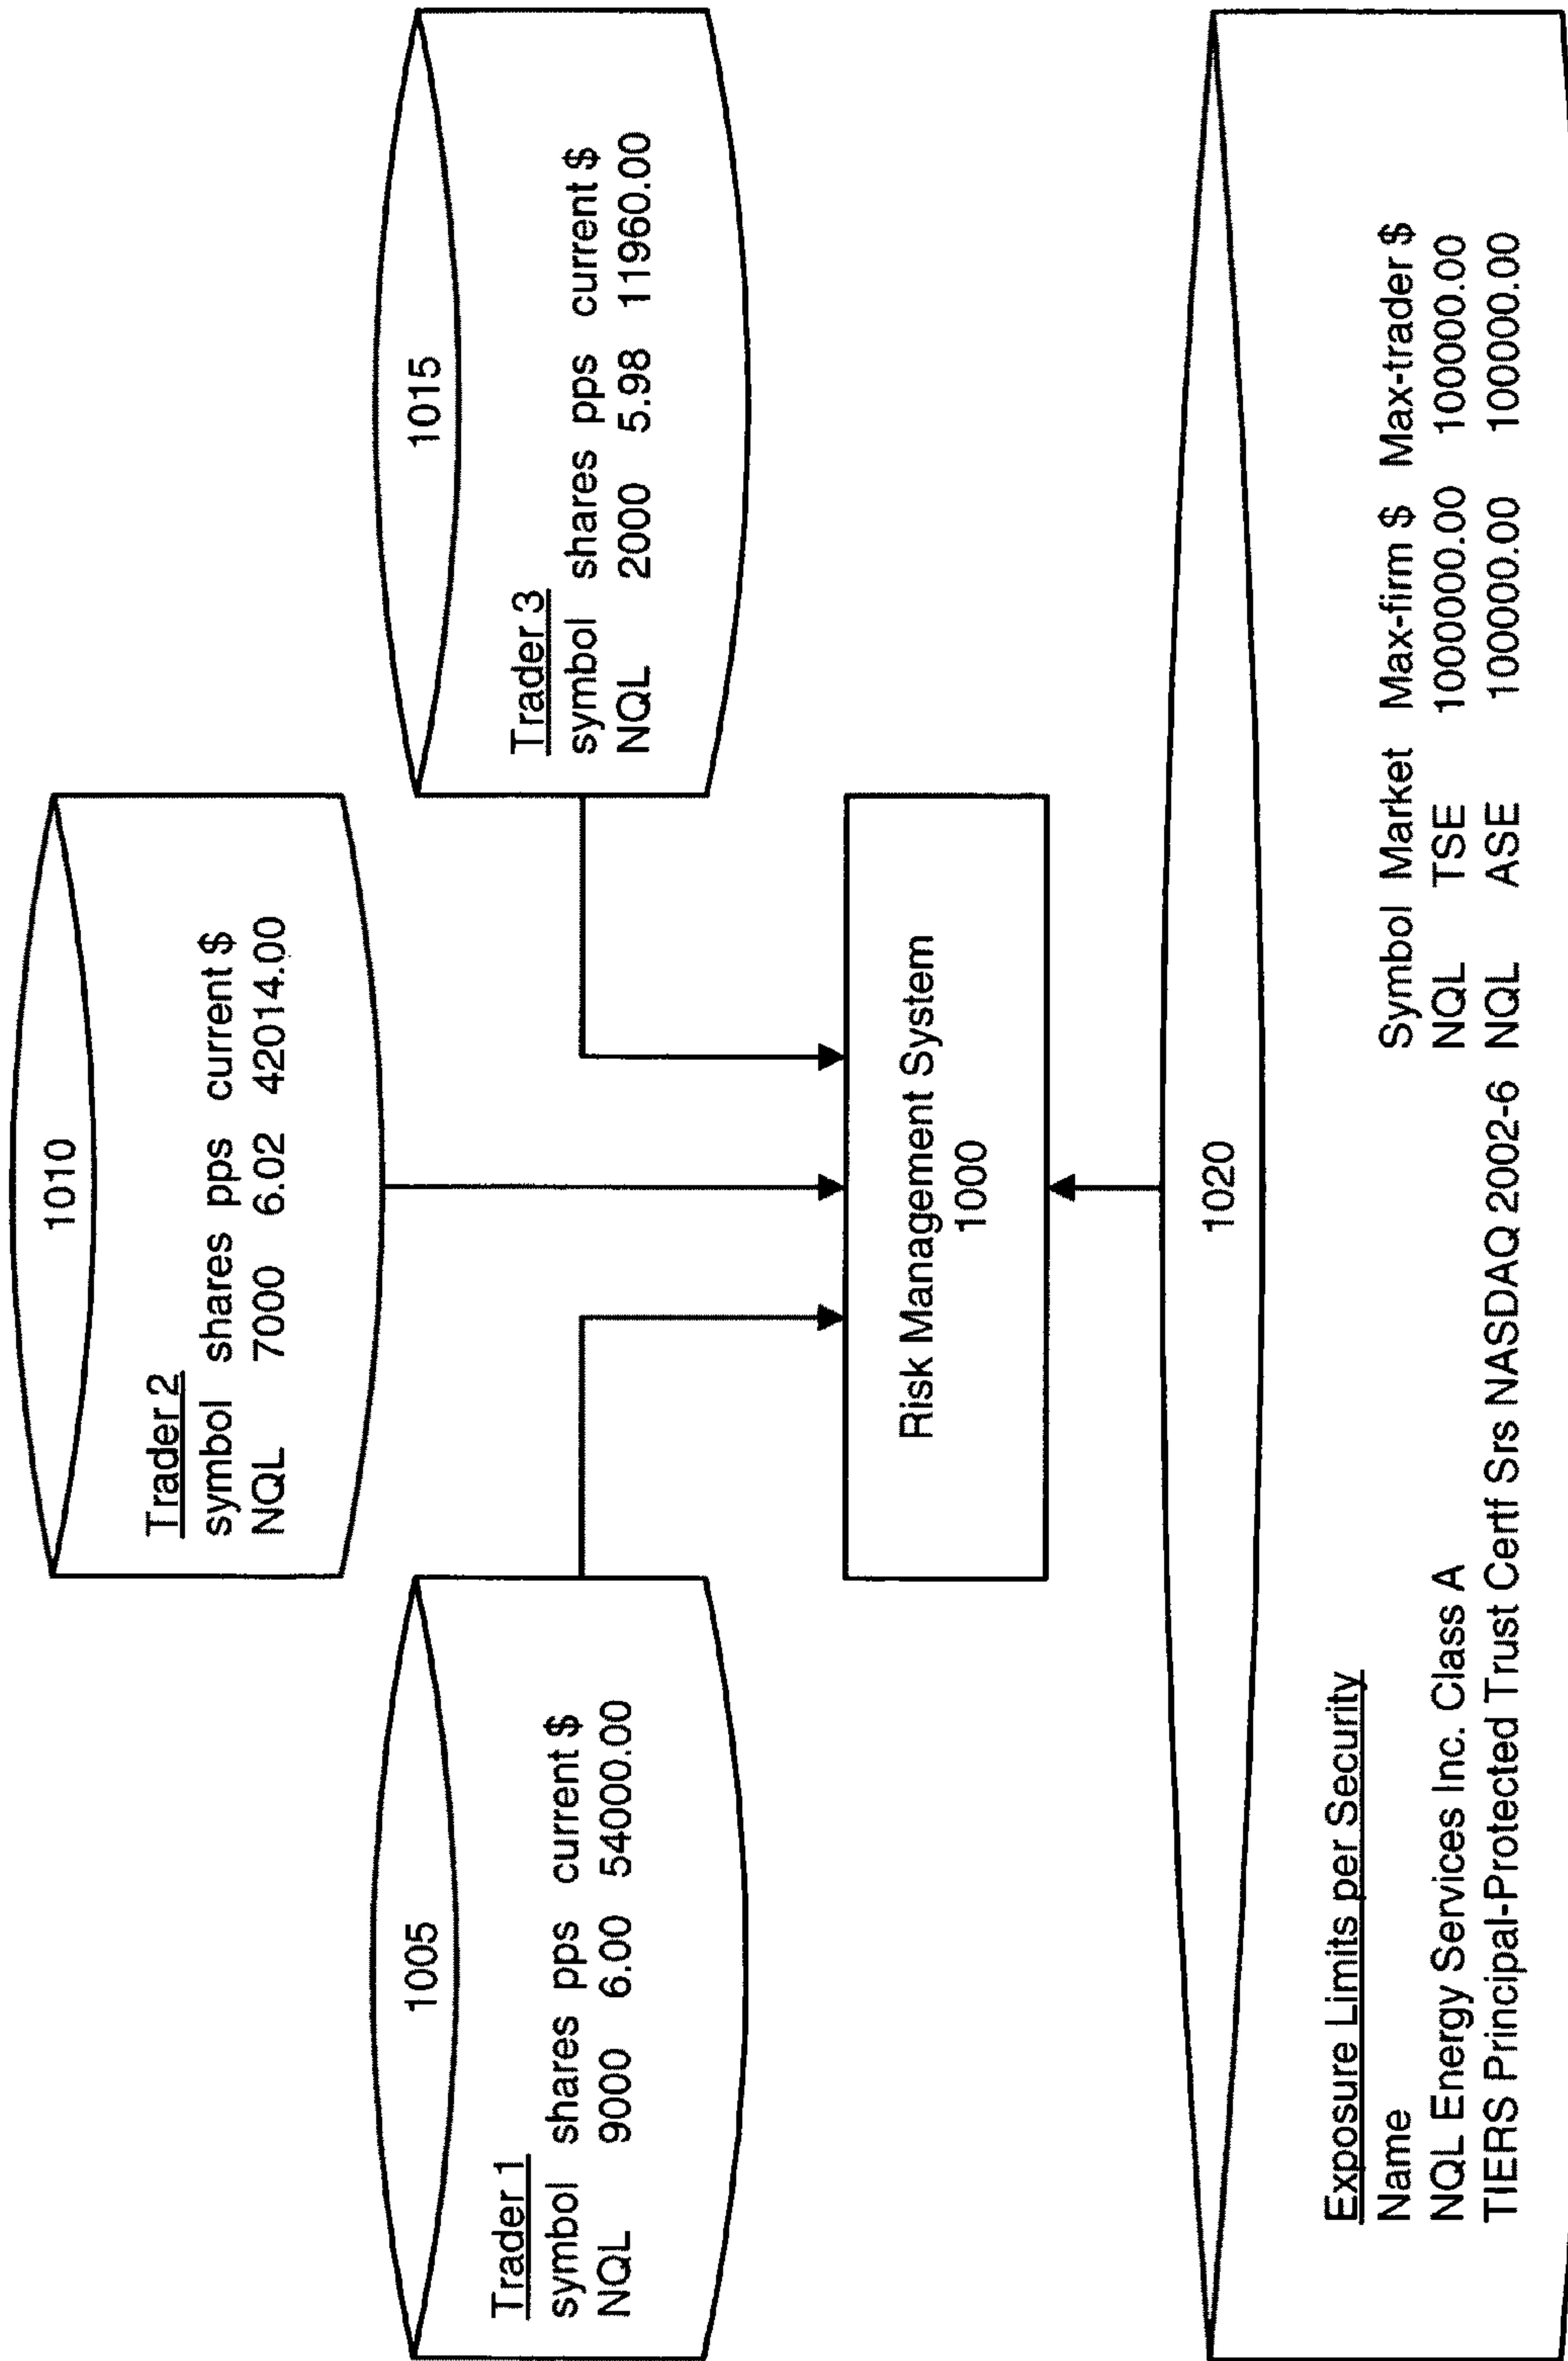 1010
Trader 2
symbol shares pps current $
NQL 7000 6.02 42014.00
1005
Trader 1
symbol shares pps current $
NQL 9000 6.00 54000.00
1015
Trader 3
symbol shares pps current $
NQL 2000 5.98 11960.00
Risk Management System
1000
1020
Exposure Limits per Security
Name Symbol Market Max-firm $ Max-trader $
NQL Energy Services Inc. Class A NQL TSE 1000000.00 100000.00
TIERS Principal-Protected Trust Certf Srs NASDAQ 2002-6 NQL ASE 100000.00 100000.00